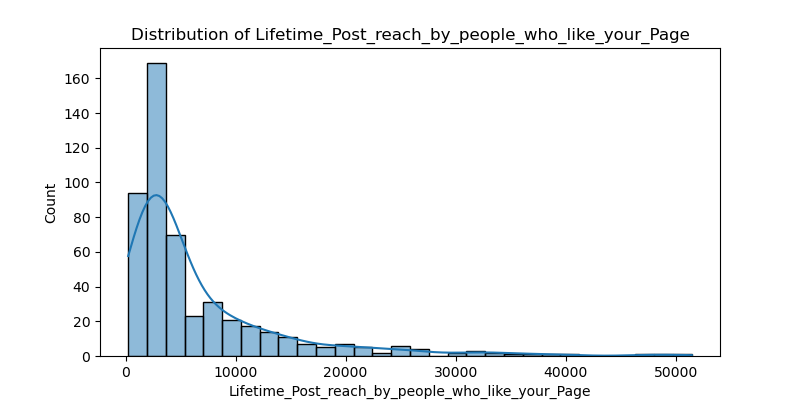 Distribution of Lifetime_Post_reach_by_people_who_like_your_Page
160
140
120
100
80
60
40
20
0
Count
0 10000 20000 30000 40000 50000
Lifetime_Post_reach_by_people_who_like_your_Page